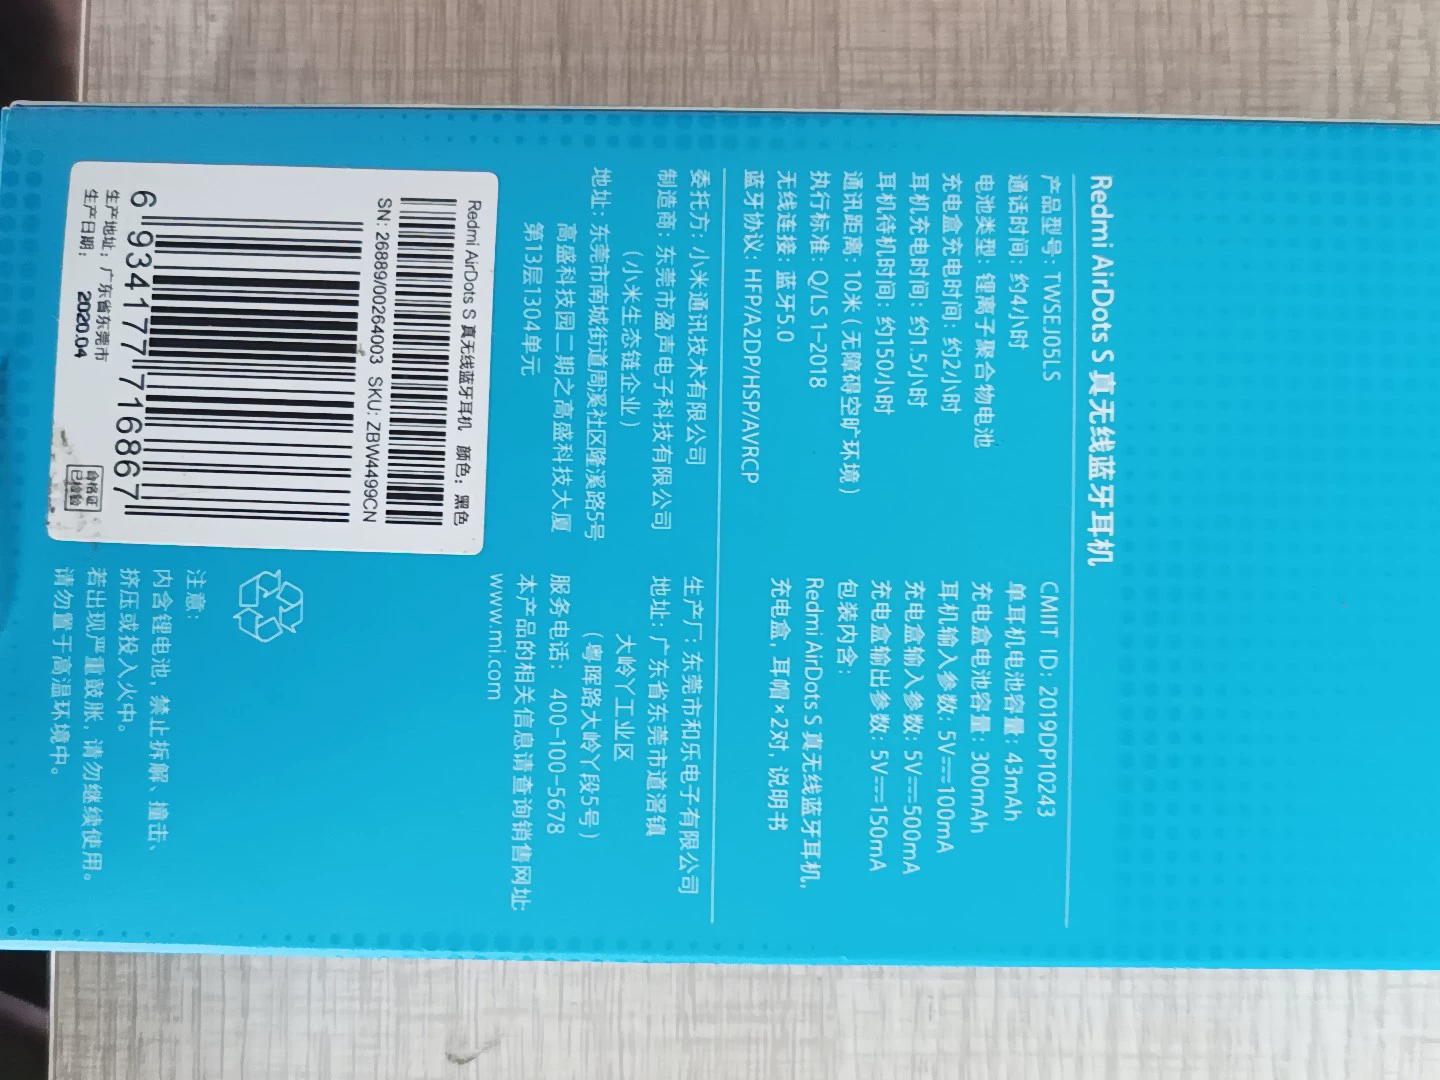 Redmi AirDots S 真无线蓝牙耳机
产品型号: TWSEJ05LS
通话时间: 约4小时
电池类型: 锂离子聚合物电池
充电盒充电时间: 约2小时
耳机充电时间: 约1.5小时
耳机待机时间: 约150小时
通讯距离: 10米 (无障碍空旷环境)
执行标准: Q/LS 1-2018
无线连接: 蓝牙5.0
蓝牙协议: HFP/A2DP/HSP/AVRCP
CMIIT ID: 2019DP10243
单耳机电池容量: 43mAh
充电盒电池容量: 300mAh
耳机输入参数: 5V⎓100mA
充电盒输入参数: 5V⎓500mA
充电盒输出参数: 5V⎓150mA
包装内含:
Redmi AirDots S 真无线蓝牙耳机,
充电盒, 耳帽×2对, 说明书
委托方: 小米通讯技术有限公司
制造商: 东莞市盈声电子科技有限公司
(小米生态链企业)
地址: 东莞市南城街道周溪社区隆溪路5号
高盛科技园二期之高盛科技大厦
第13层1304单元
生产厂: 东莞市和乐电子有限公司
地址: 广东省东莞市道滘镇
大岭丫工业区
(粤晖路大岭丫段5号)
服务电话: 400-100-5678
本产品的相关信息请查询销售网址:
www.mi.com
Redmi AirDots S 真无线蓝牙耳机 颜色: 黑色
SN: 26889/00264003 SKU: ZBW4499CN
6 934177 716867
生产地址: 广东省东莞市
生产日期: 2020.04
合格证
已检验
注意:
内含锂电池, 禁止拆解、撞击、
挤压或投入火中。
若出现严重鼓胀, 请勿继续使用。
请勿置于高温环境中。